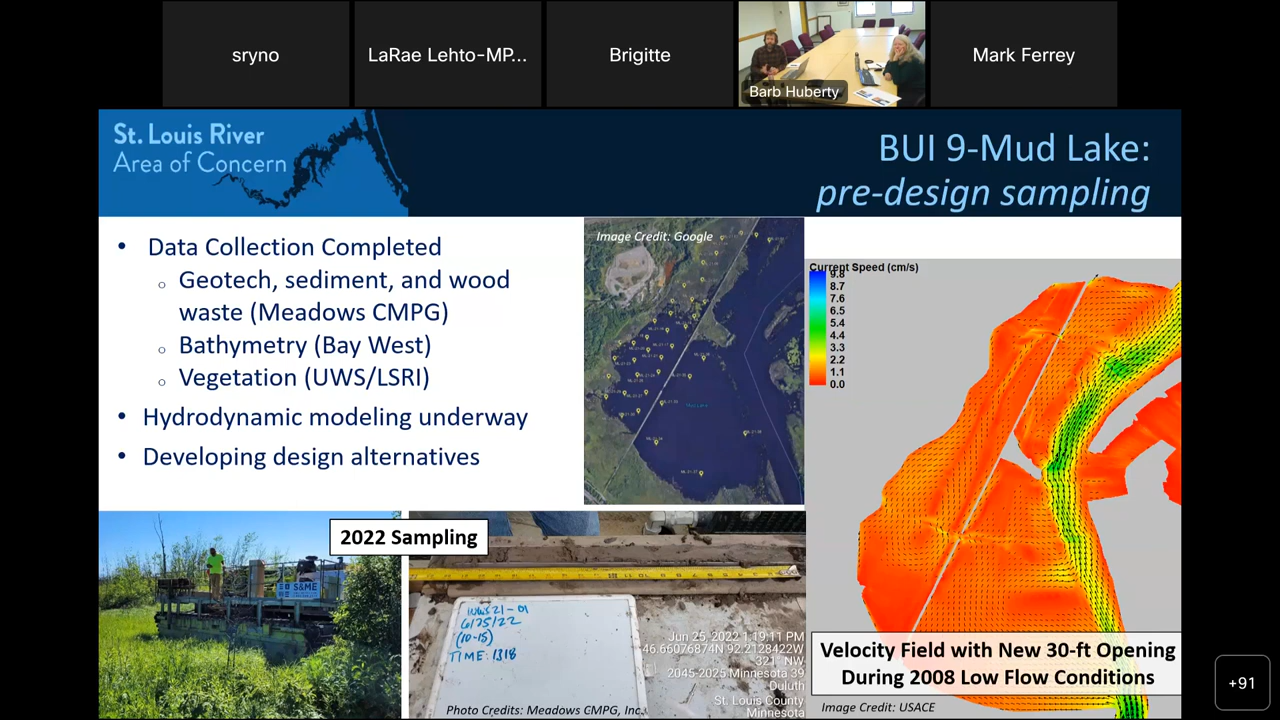 sryno
LaRae Lehto-MP...
Brigitte
Barb Huberty
Mark Ferrey
St. Louis River
Area of Concern
BUI 9-Mud Lake:
pre-design sampling
• Data Collection Completed
o Geotech, sediment, and wood
waste (Meadows CMPG)
o Bathymetry (Bay West)
o Vegetation (UWS/LSRI)
• Hydrodynamic modeling underway
• Developing design alternatives
Image Credit: Google
Current Speed (cm/s)
9.8
8.7
7.6
6.5
5.4
4.4
3.3
2.2
1.1
0.0
2022 Sampling
S&ME
6/25/22
(10-15)
TIME: 1318
Jun 25, 2022 1:19:11 PM
46.66076874N 92.2128422W
321° NW
2045-2025 Minnesota 39
Duluth
St. Louis County
Minnesota
Photo Credits: Meadows CMPG, Inc.
Velocity Field with New 30-ft Opening
During 2008 Low Flow Conditions
Image Credit: USACE
+91